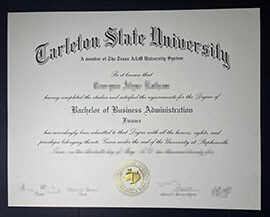 Tarleton State University
A member of The Texas A&M University System
Be it known that
having completed the studies and satisfied the requirements for the Degree of
Bachelor of Business Administration
Finance
has accordingly been admitted to that Degree with all the honors, rights, and
privileges belonging thereto. Given under the seal of the University at Stephenville